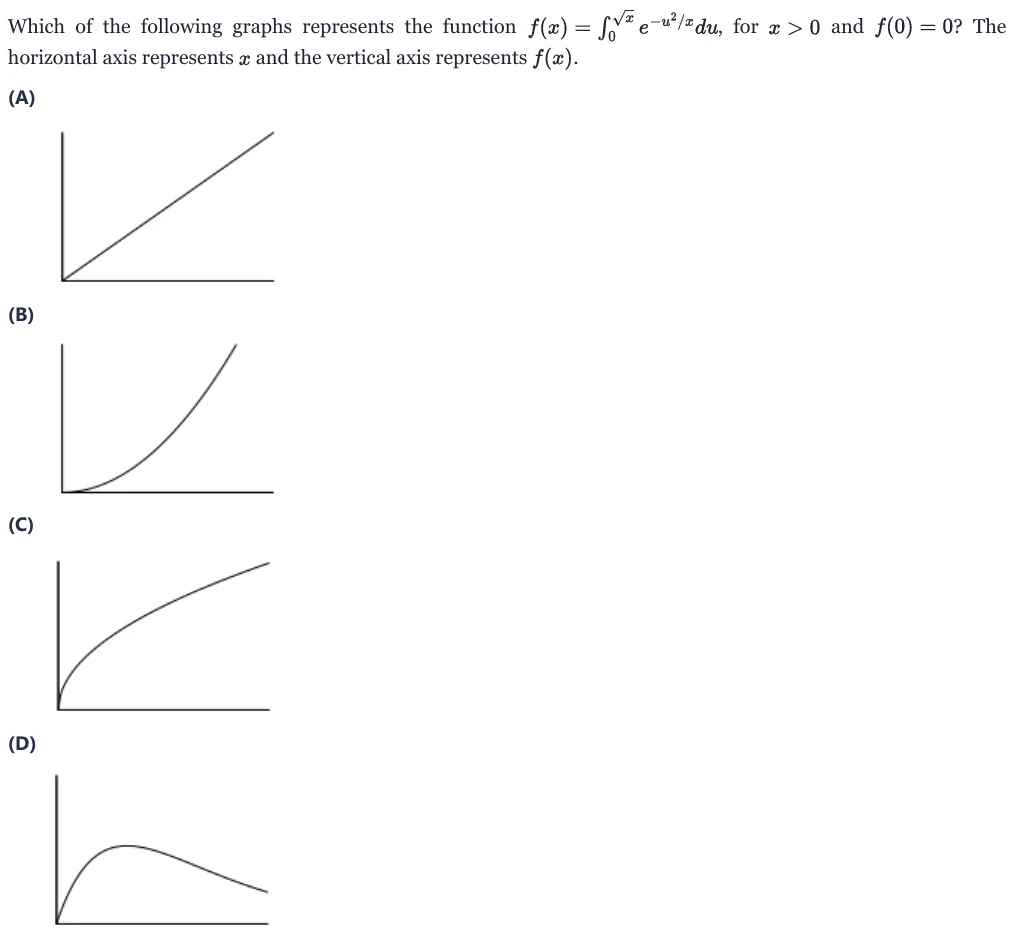 Which of the following graphs represents the function f(x) = ∫₀^√x e^{−u²/x} du, for x > 0 and f(0) = 0? The
horizontal axis represents x and the vertical axis represents f(x).
(A)
(B)
(C)
(D)